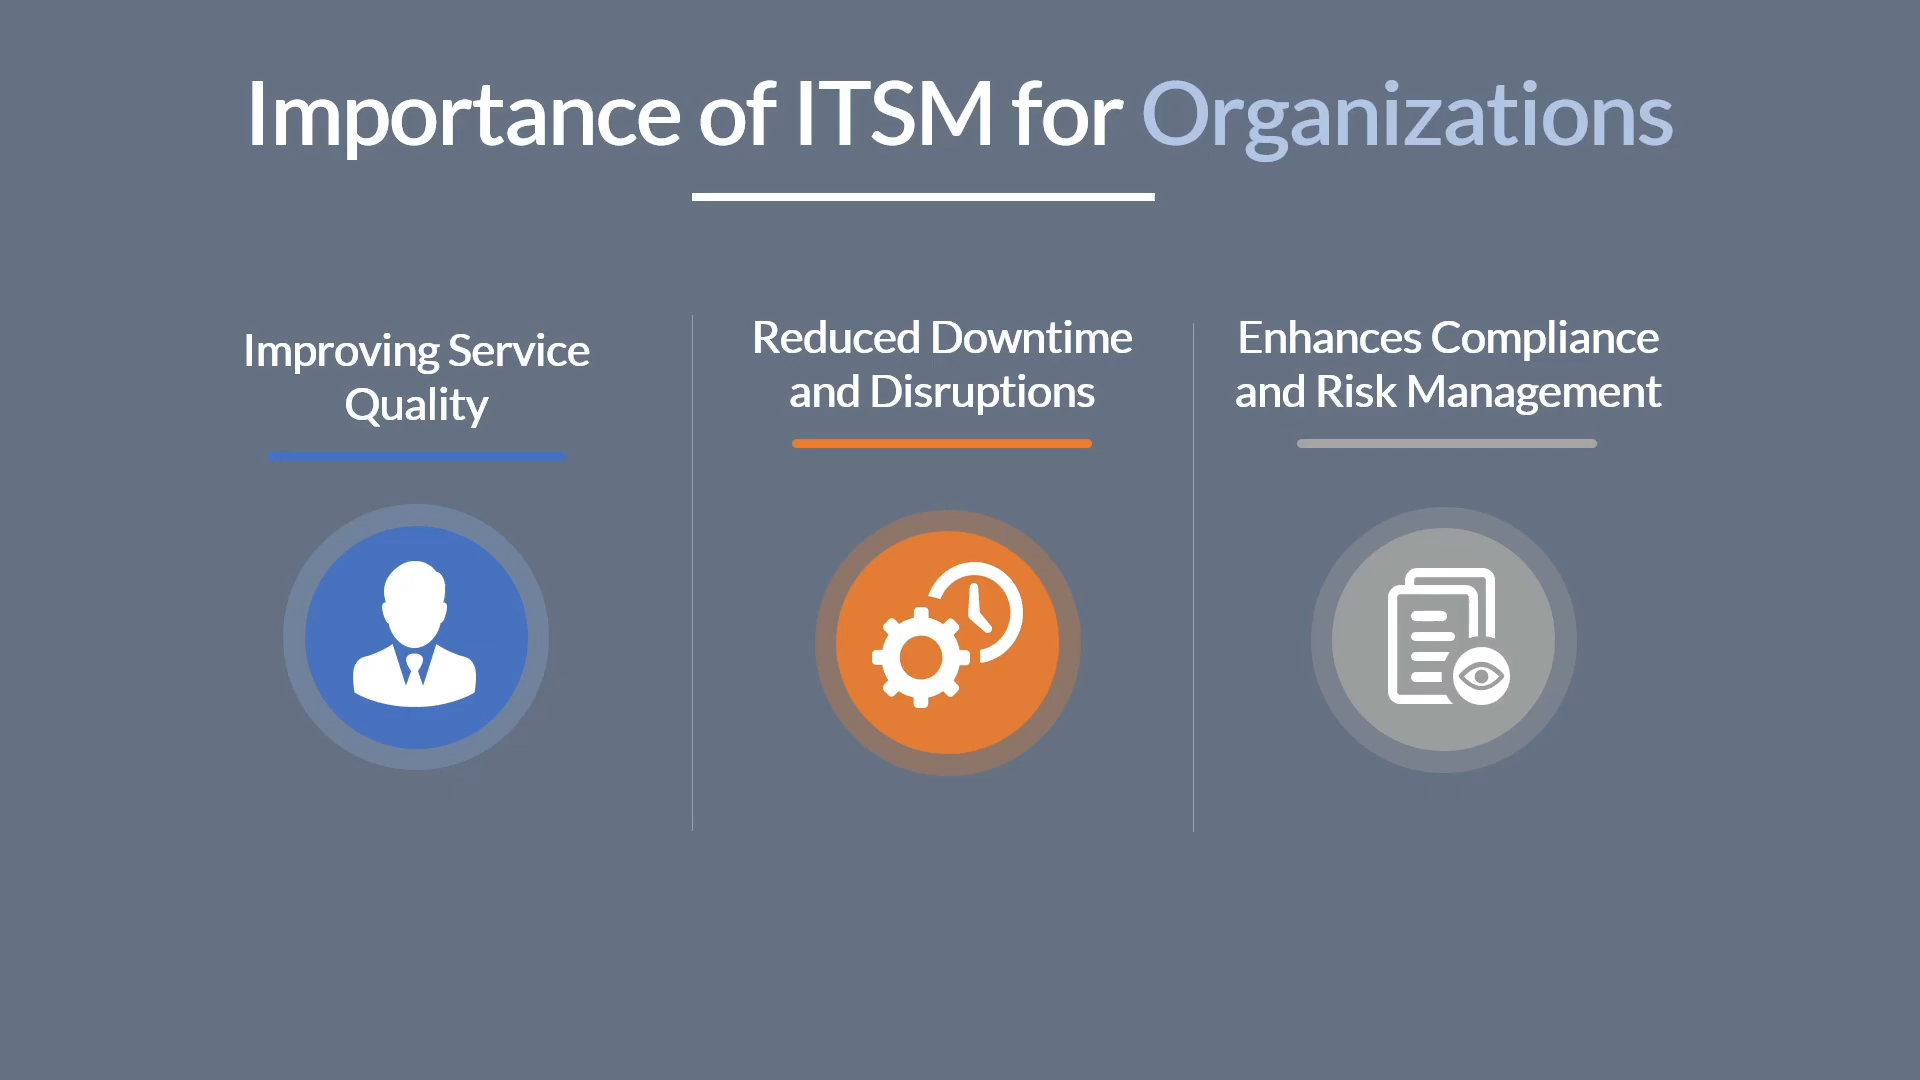 Importance of ITSM for Organizations
Improving Service
Quality
Reduced Downtime
and Disruptions
Enhances Compliance
and Risk Management